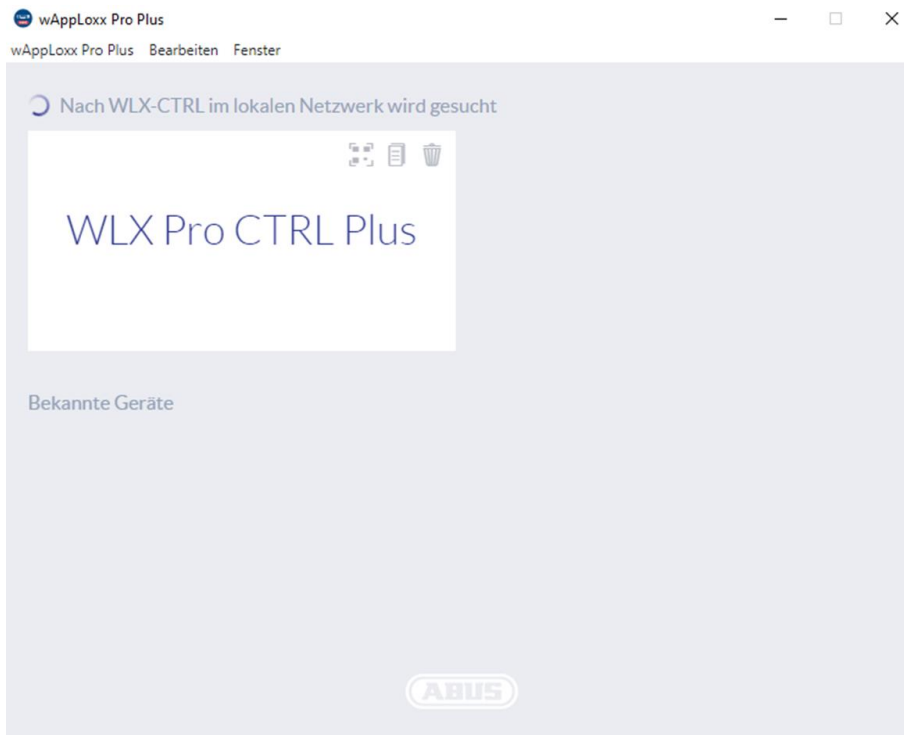 wAppLoxx Pro Plus
wAppLoxx Pro Plus Bearbeiten Fenster
Nach WLX-CTRL im lokalen Netzwerk wird gesucht
WLX Pro CTRL Plus
Bekannte Geräte
ABUS